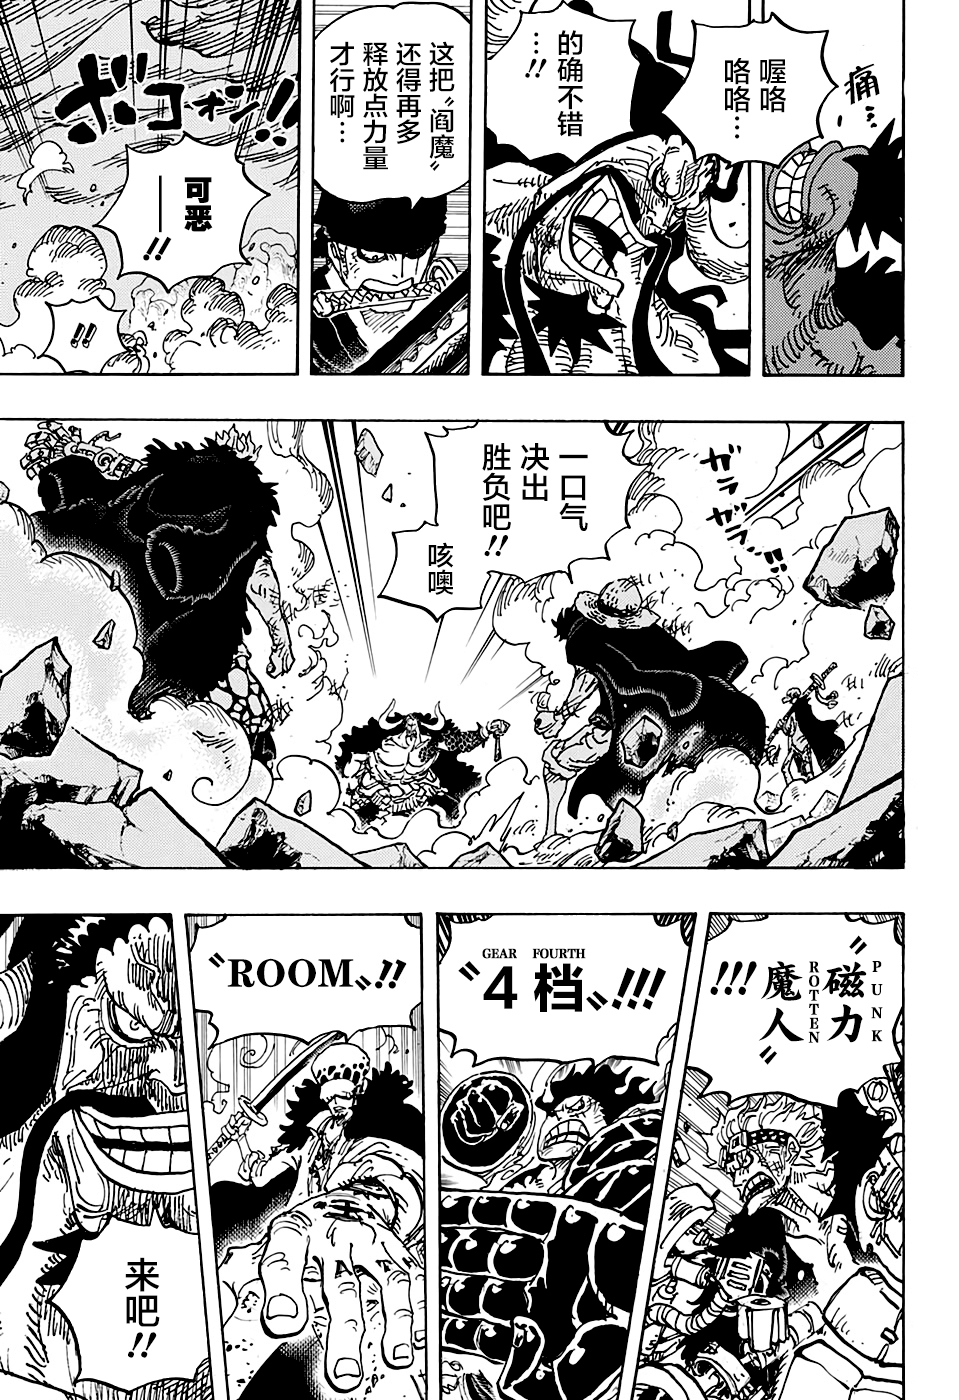 痛
喔咯
咯咯…
的确不错
…!!
这把〝阎魔〟
还得再多
释放点力量
才行啊…
ボコォン!!
可恶
——!!
!!
ガラ
ガラ…!!
一口气
决出
胜负吧!!
咳噢
〝磁力
PUNK
魔人〟
ROTTEN
!!!
GEAR FOURTH
〝4档〟!!!
〝ROOM〟!!
来吧!!